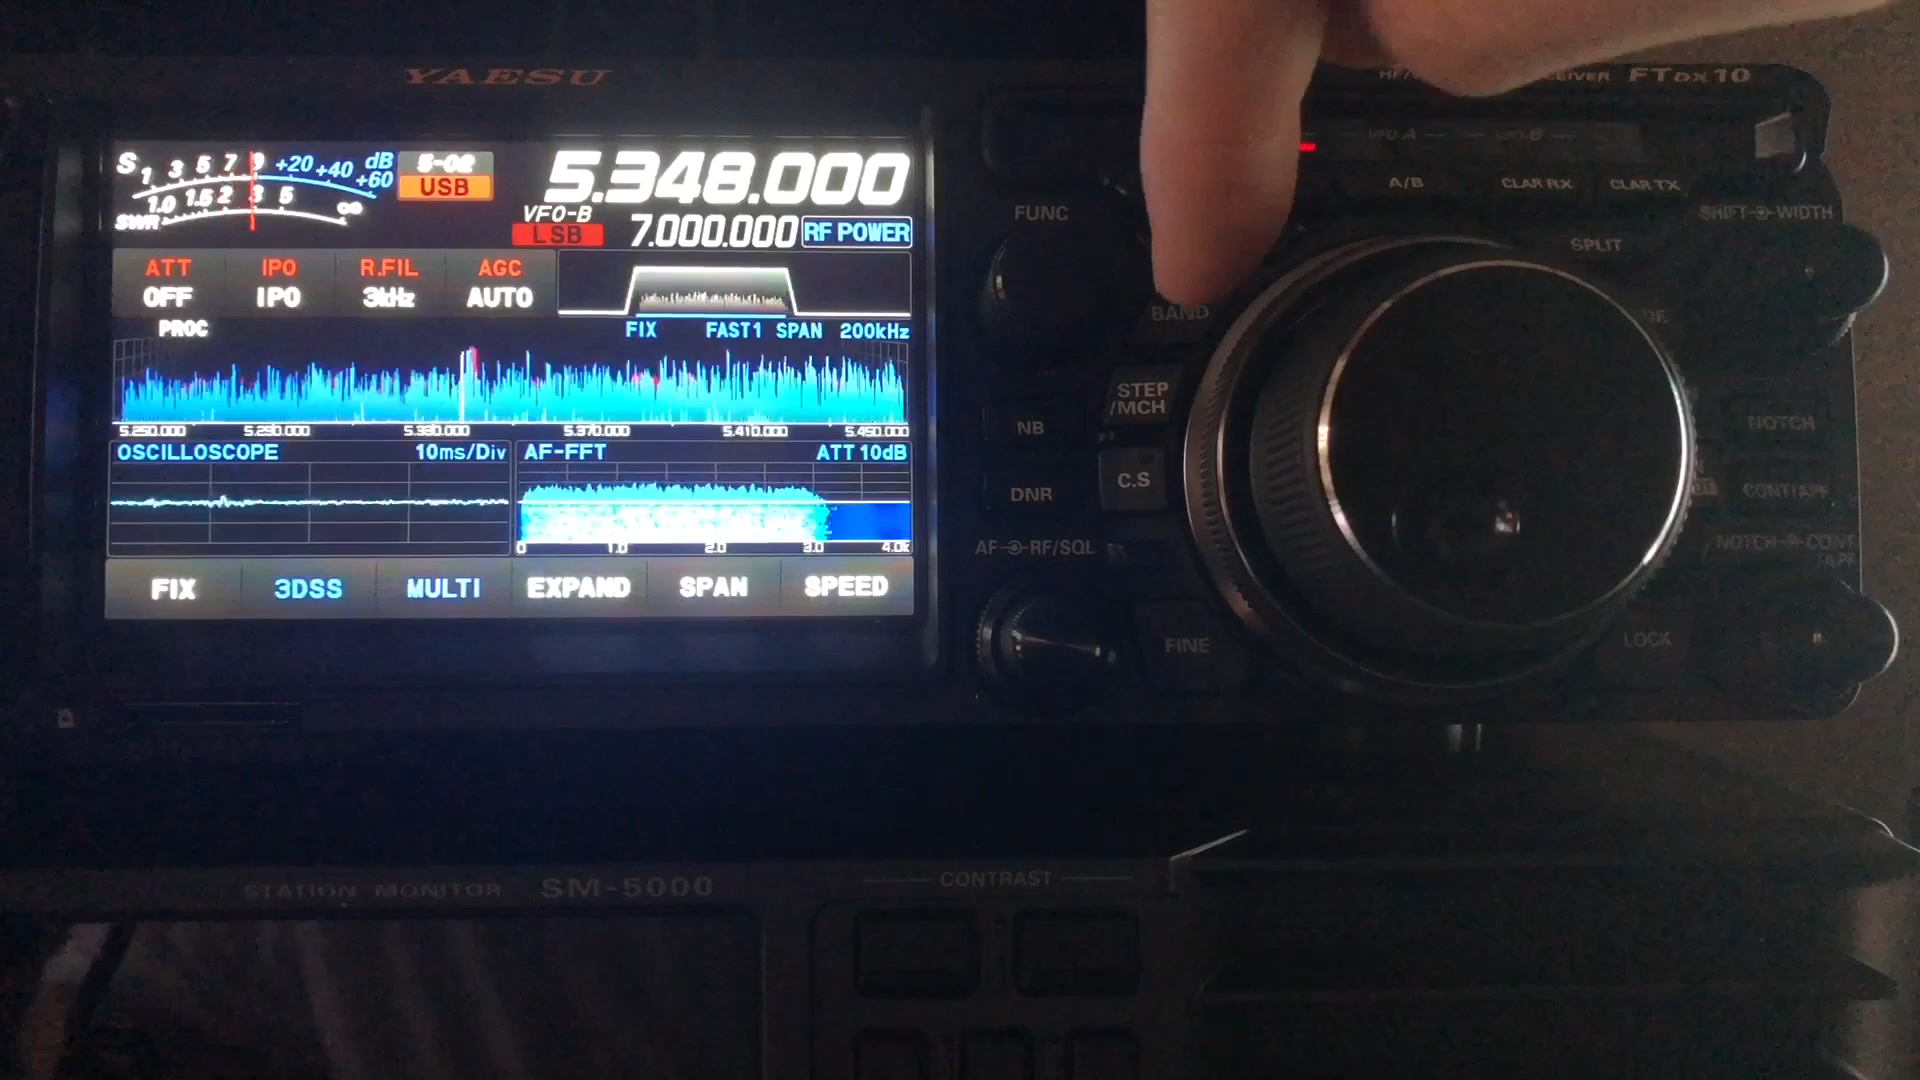 YAESU
FTDX10
S 1 3 5 7 9 +20 +40 +60 dB
SWR 1.0 1.5 2 3 5 ∞
5-02
USB
5.348.000
VFO-B
LSB
7.000.000
RF POWER
ATT IPO R.FIL AGC
OFF IPO 3kHz AUTO
PROC
FIX FAST1 SPAN 200kHz
5.250.000 5.290.000 5.330.000 5.370.000 5.410.000 5.450.000
OSCILLOSCOPE 10ms/Div
AF-FFT ATT 10dB
0 1.0 2.0 3.0 4.0k
FIX 3DSS MULTI EXPAND SPAN SPEED
VFO-A VFO-B
A/B CLAR RX CLAR TX
FUNC
SHIFT WIDTH
SPLIT
BAND
STEP
/MCH
NB
NOTCH
C.S
DNR
CONT/APF
AF RF/SQL
NOTCH CONT
/APF
FINE
LOCK
STATION MONITOR SM-5000
CONTRAST